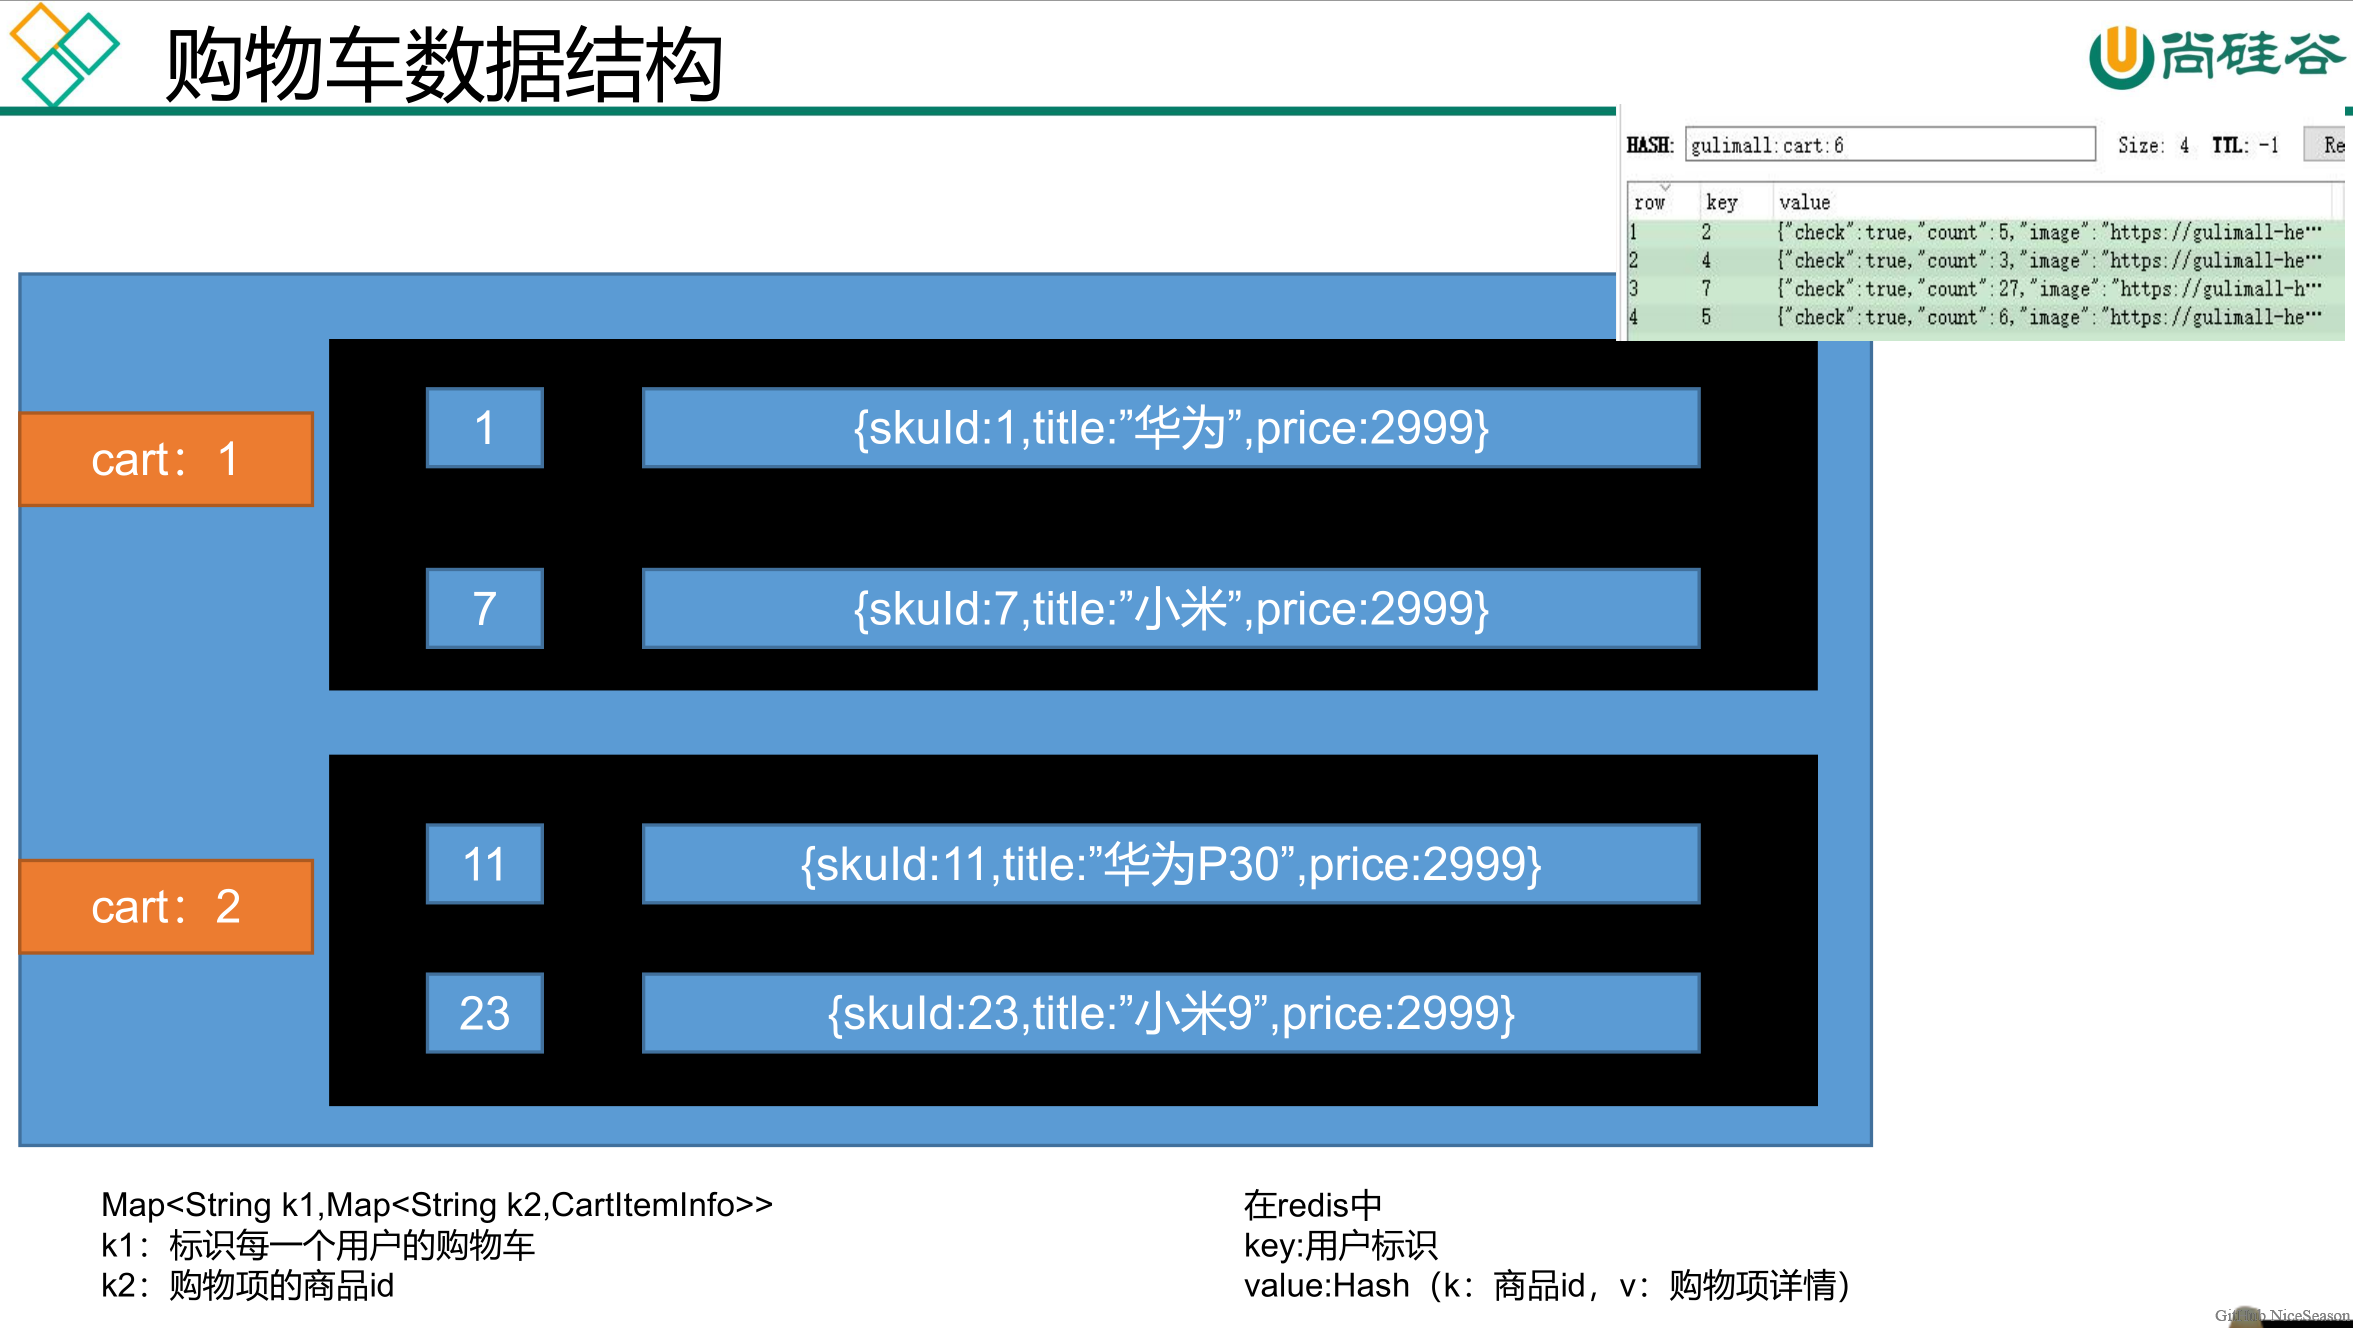 购物车数据结构
尚硅谷
HASH: gulimall:cart:6 Size: 4 TTL: -1 Re
row key value
1 2 {"check":true,"count":5,"image":"https://gulimall-he…
2 4 {"check":true,"count":3,"image":"https://gulimall-he…
3 7 {"check":true,"count":27,"image":"https://gulimall-h…
4 5 {"check":true,"count":6,"image":"https://gulimall-he…
cart：1
1 {skuId:1,title:”华为”,price:2999}
7 {skuId:7,title:”小米”,price:2999}
cart：2
11 {skuId:11,title:”华为P30”,price:2999}
23 {skuId:23,title:”小米9”,price:2999}
Map<String k1,Map<String k2,CartItemInfo>>
k1：标识每一个用户的购物车
k2：购物项的商品id
在redis中
key:用户标识
value:Hash（k：商品id，v：购物项详情）
GitHub NiceSeason